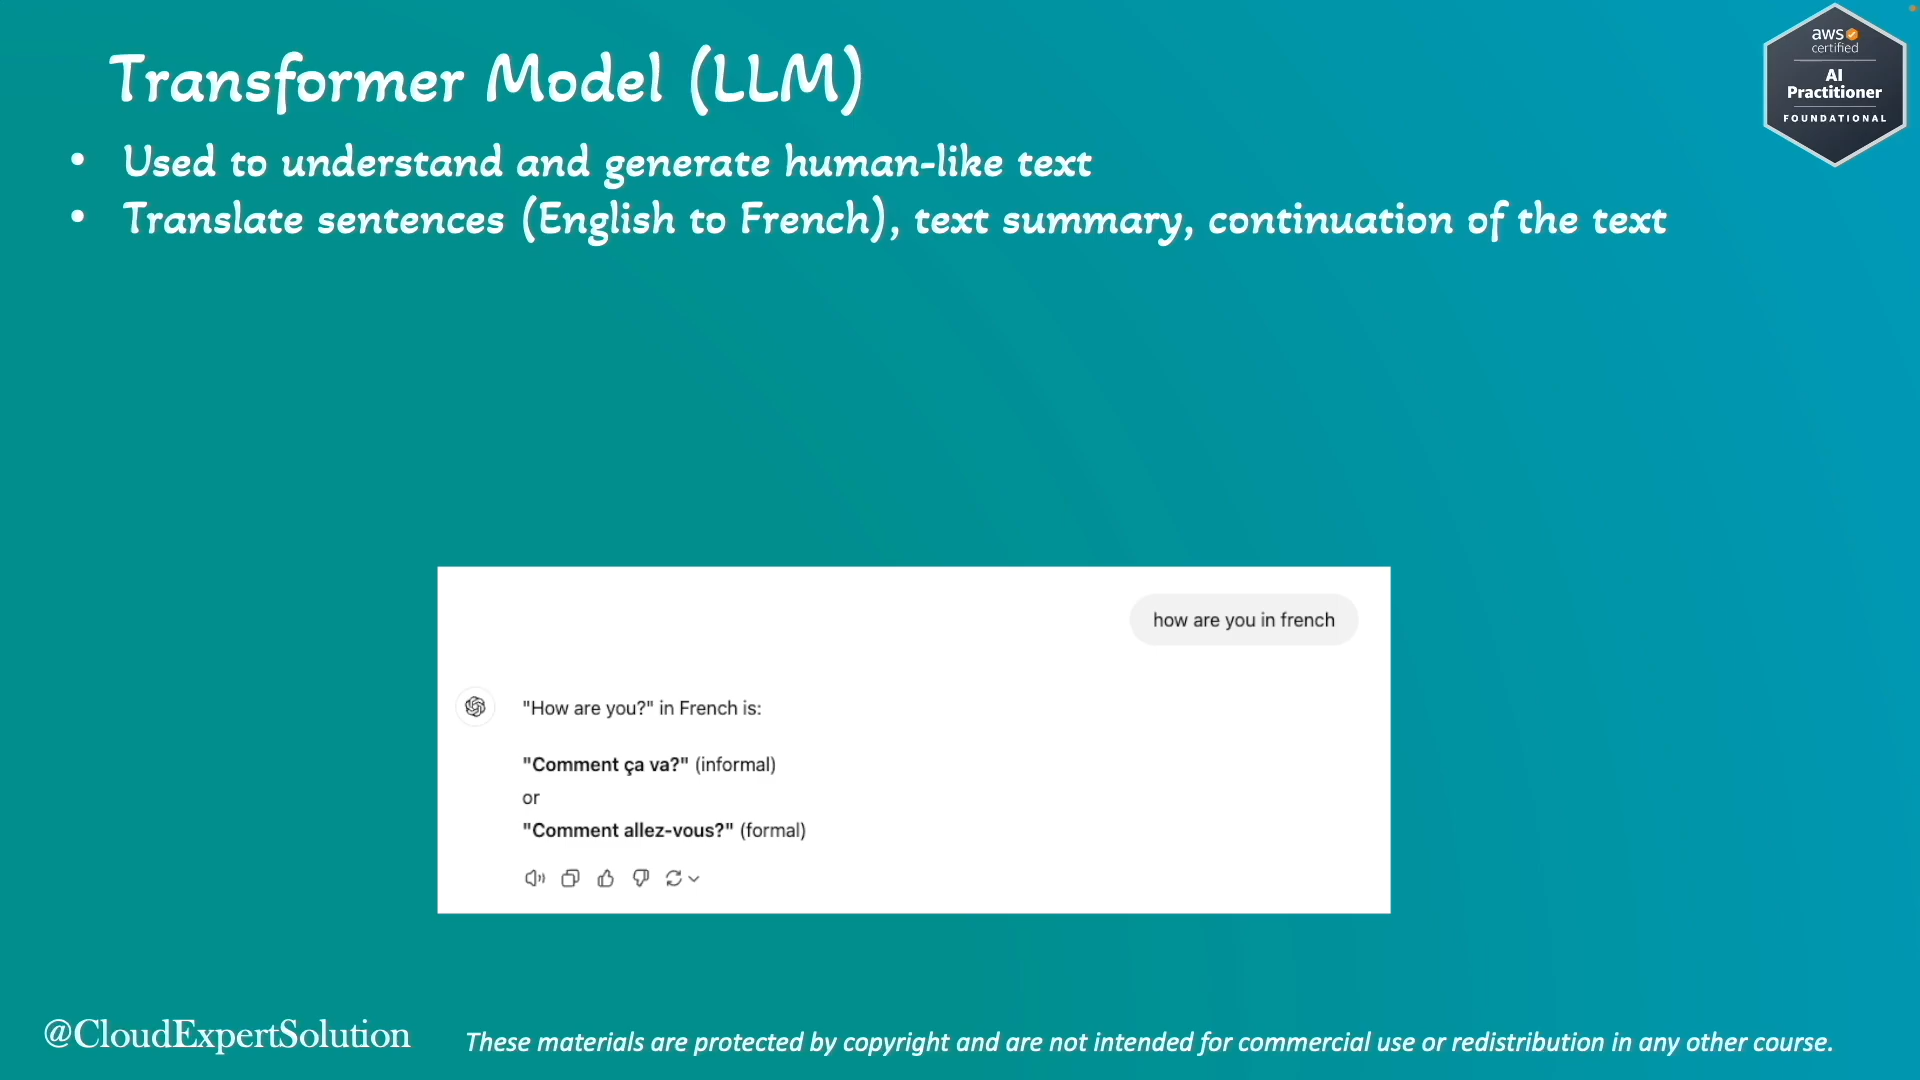 Transformer Model (LLM)
aws
certified
AI
Practitioner
FOUNDATIONAL
• Used to understand and generate human-like text
• Translate sentences (English to French), text summary, continuation of the text
how are you in french
"How are you?" in French is:
"Comment ça va?" (informal)
or
"Comment allez-vous?" (formal)
@CloudExpertSolution
These materials are protected by copyright and are not intended for commercial use or redistribution in any other course.